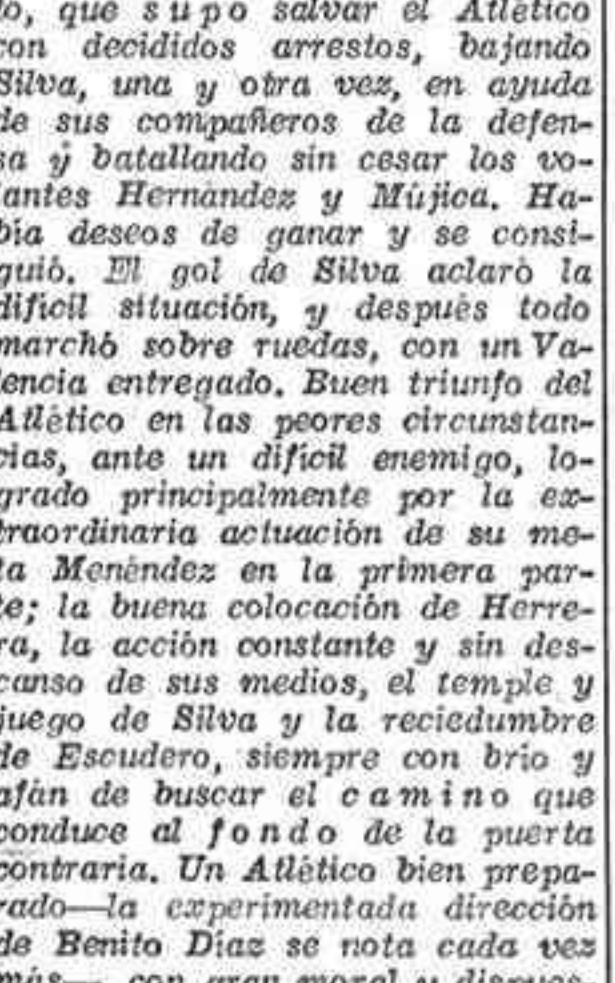 lo, que supo salvar el Atlético
con decididos arrestos, bajando
Silva, una y otra vez, en ayuda
de sus compañeros de la defen-
sa y batallando sin cesar los vo-
lantes Hernández y Mújica. Ha-
bía deseos de ganar y se consi-
guió. El gol de Silva aclaró la
difícil situación, y después todo
marchó sobre ruedas, con un Va-
lencia entregado. Buen triunfo del
Atlético en las peores circunstan-
cias, ante un difícil enemigo, lo-
grado principalmente por la ex-
traordinaria actuación de su me-
ta Menéndez en la primera par-
te; la buena colocación de Herre-
ra, la acción constante y sin des-
canso de sus medios, el temple y
juego de Silva y la reciedumbre
de Escudero, siempre con brío y
afán de buscar el camino que
conduce al fondo de la puerta
contraria. Un Atlético bien prepa-
rado—la experimentada dirección
de Benito Díaz se nota cada vez
más—, con gran moral y dispues-